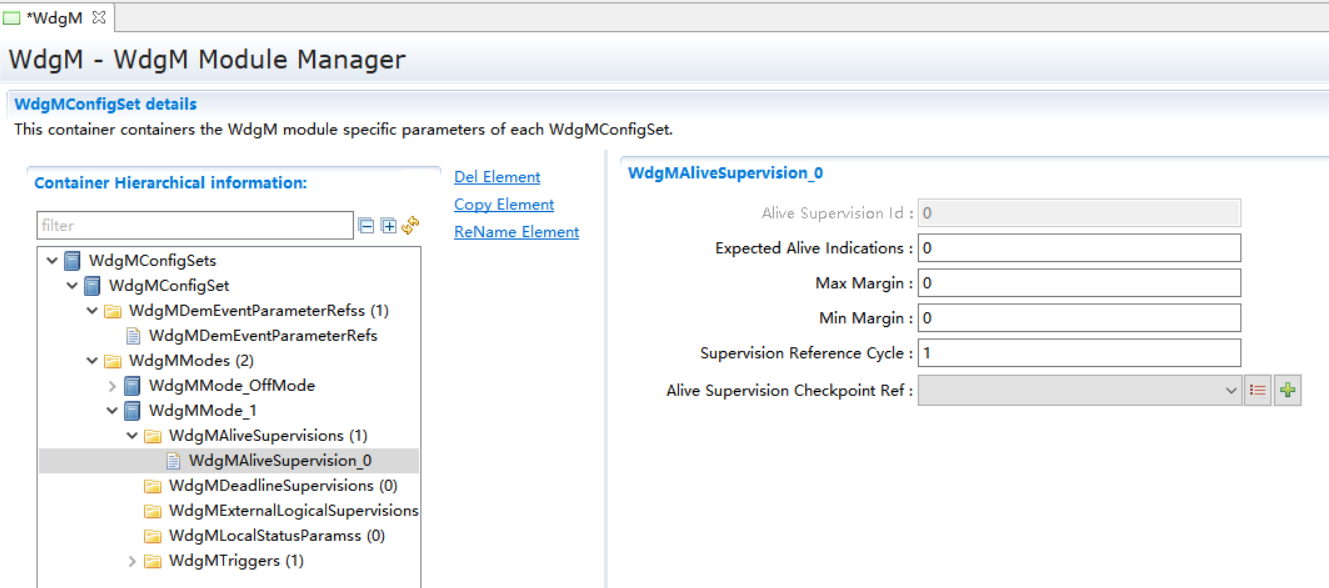 *WdgM
WdgM - WdgM Module Manager
WdgMConfigSet details
This container containers the WdgM module specific parameters of each WdgMConfigSet.
Container Hierarchical information:
filter
WdgMConfigSets
WdgMConfigSet
WdgMDemEventParameterRefss (1)
WdgMDemEventParameterRefs
WdgMModes (2)
WdgMMode_OffMode
WdgMMode_1
WdgMAliveSupervisions (1)
WdgMAliveSupervision_0
WdgMDeadlineSupervisions (0)
WdgMExternalLogicalSupervisions
WdgMLocalStatusParamss (0)
WdgMTriggers (1)
Del Element
Copy Element
ReName Element
WdgMAliveSupervision_0
Alive Supervision Id : 0
Expected Alive Indications : 0
Max Margin : 0
Min Margin : 0
Supervision Reference Cycle : 1
Alive Supervision Checkpoint Ref :